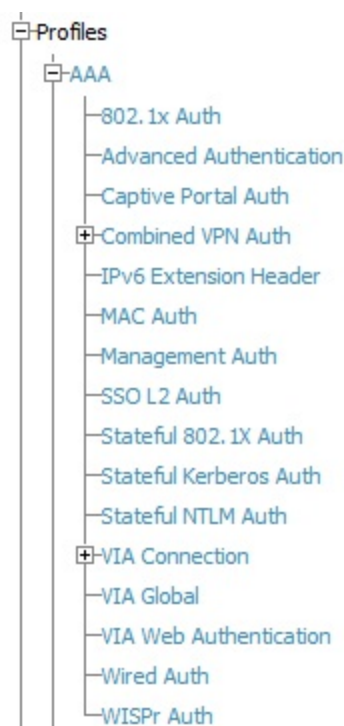 Profiles
AAA
802.1x Auth
Advanced Authentication
Captive Portal Auth
Combined VPN Auth
IPv6 Extension Header
MAC Auth
Management Auth
SSO L2 Auth
Stateful 802.1X Auth
Stateful Kerberos Auth
Stateful NTLM Auth
VIA Connection
VIA Global
VIA Web Authentication
Wired Auth
WISPr Auth